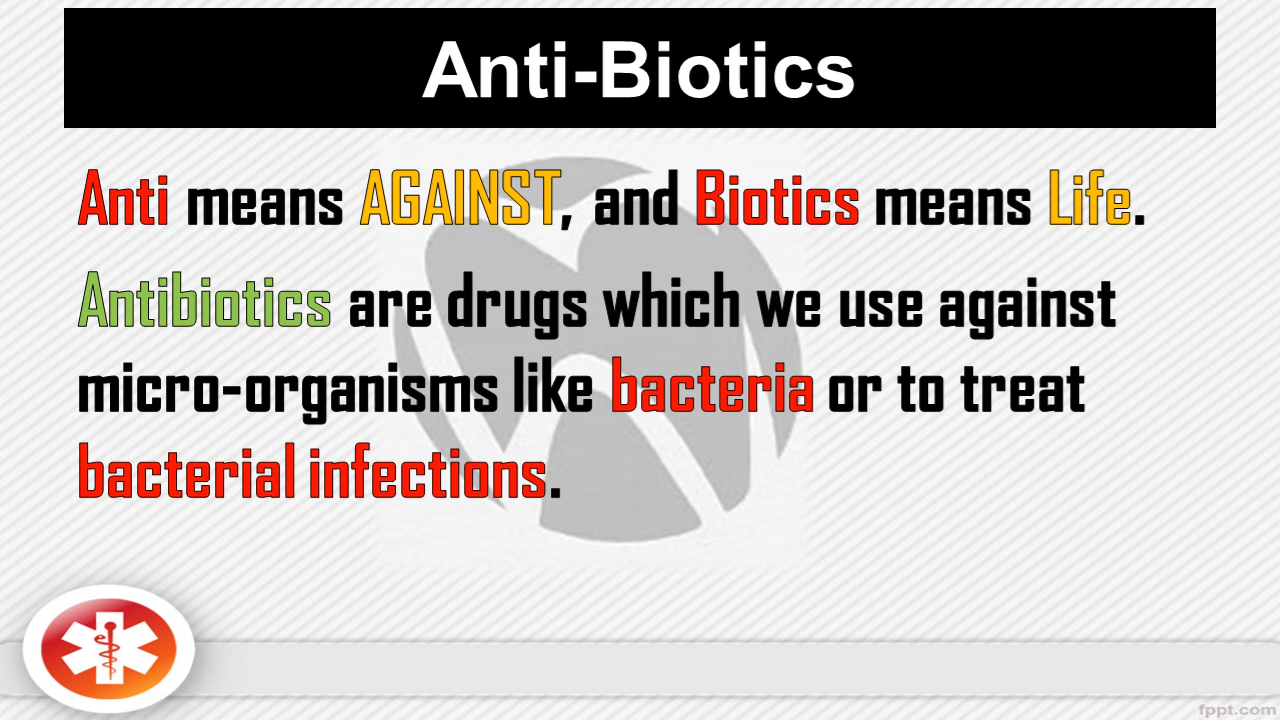 Anti-Biotics
Anti means AGAINST, and Biotics means Life.
Antibiotics are drugs which we use against
micro-organisms like bacteria or to treat
bacterial infections.
fppt.com